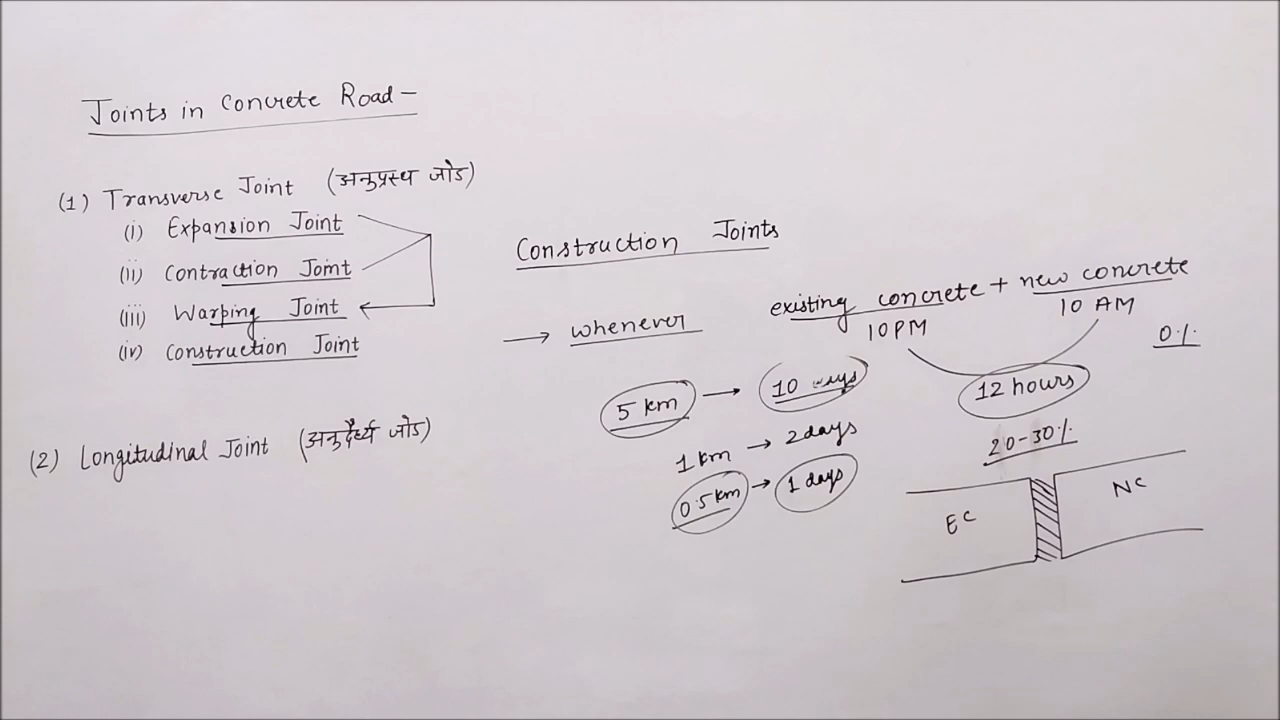 Joints in Concrete Road -
(1) Transverse Joint (अनुप्रस्थ जोड)
(i) Expansion Joint
(ii) Contraction Joint
(iii) Warping Joint
(iv) Construction Joint
(2) Longitudinal Joint (अनुदैर्ध्य जोड)
Construction Joints
→ whenever existing concrete + new concrete
10 PM 10 AM
0%
12 hours
5 km → 10 days
1 km → 2 days
0.5 km → 1 days
20-30%
EC NC